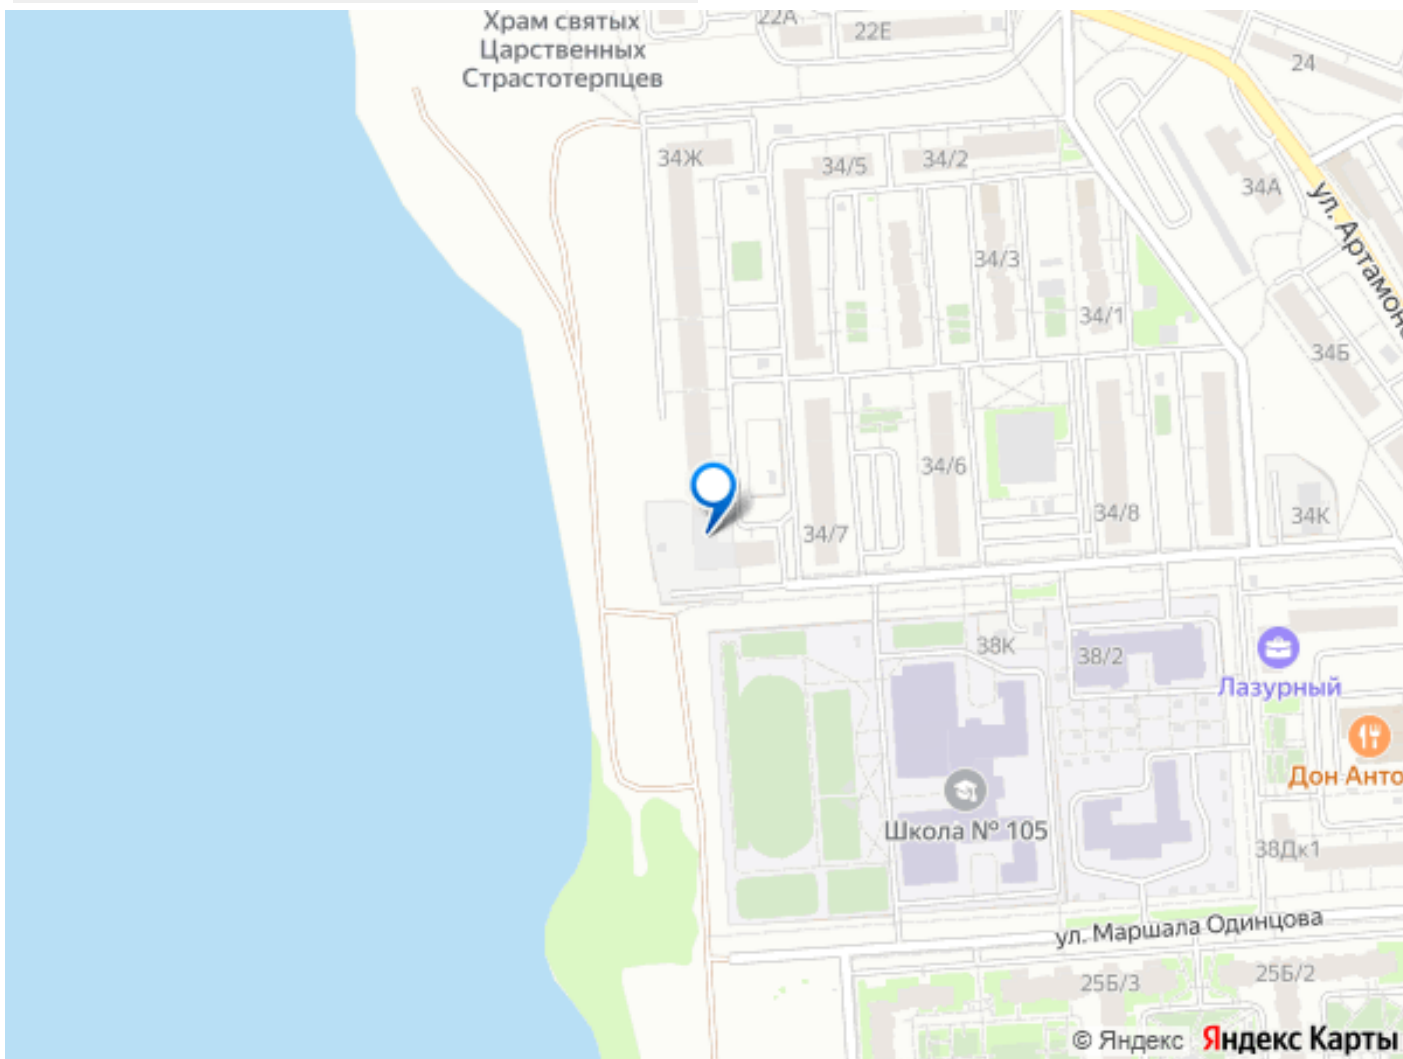 Храм святых
Царственных
Страстотерпцев
22А
22Е
24
34Ж
34/5
34/2
34А
ул. Артамоно
34/3
34/1
34Б
34/6
34/7
34/8
34К
38К
38/2
Лазурный
Дон Анто
Школа № 105
38Дк1
ул. Маршала Одинцова
25Б/3
25Б/2
© Яндекс Яндекс Карты